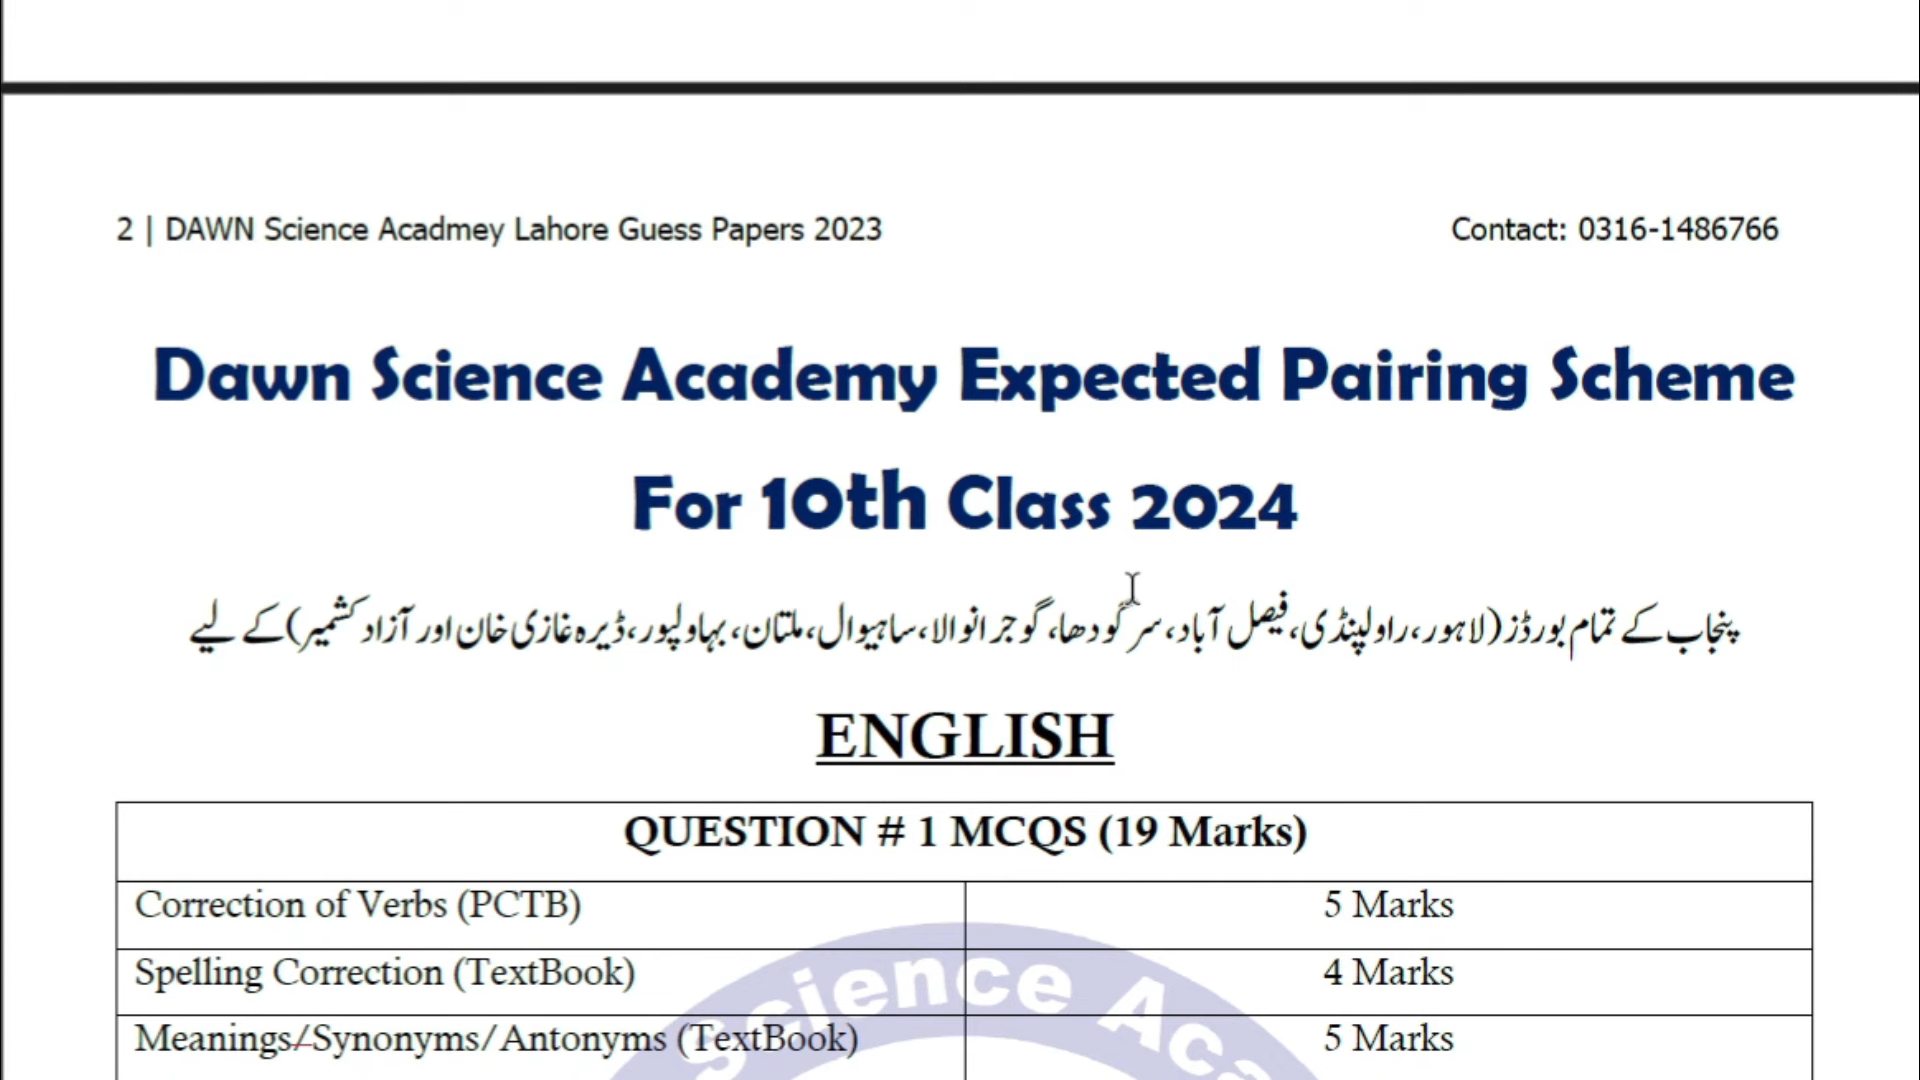 2 | DAWN Science Acadmey Lahore Guess Papers 2023 Contact: 0316-1486766
Dawn Science Academy Expected Pairing Scheme
For 10th Class 2024
پنجاب کے تمام بورڈز (لاہور، راولپنڈی، فیصل آباد، سرگودھا، گوجرانوالا، ساہیوال، ملتان، بہاولپور، ڈیرہ غازی خان اور آزاد کشمیر) کے لیے
ENGLISH
QUESTION # 1 MCQS (19 Marks)
Correction of Verbs (PCTB) 5 Marks
Spelling Correction (TextBook) 4 Marks
Meanings/Synonyms/Antonyms (TextBook) 5 Marks
Science Aca